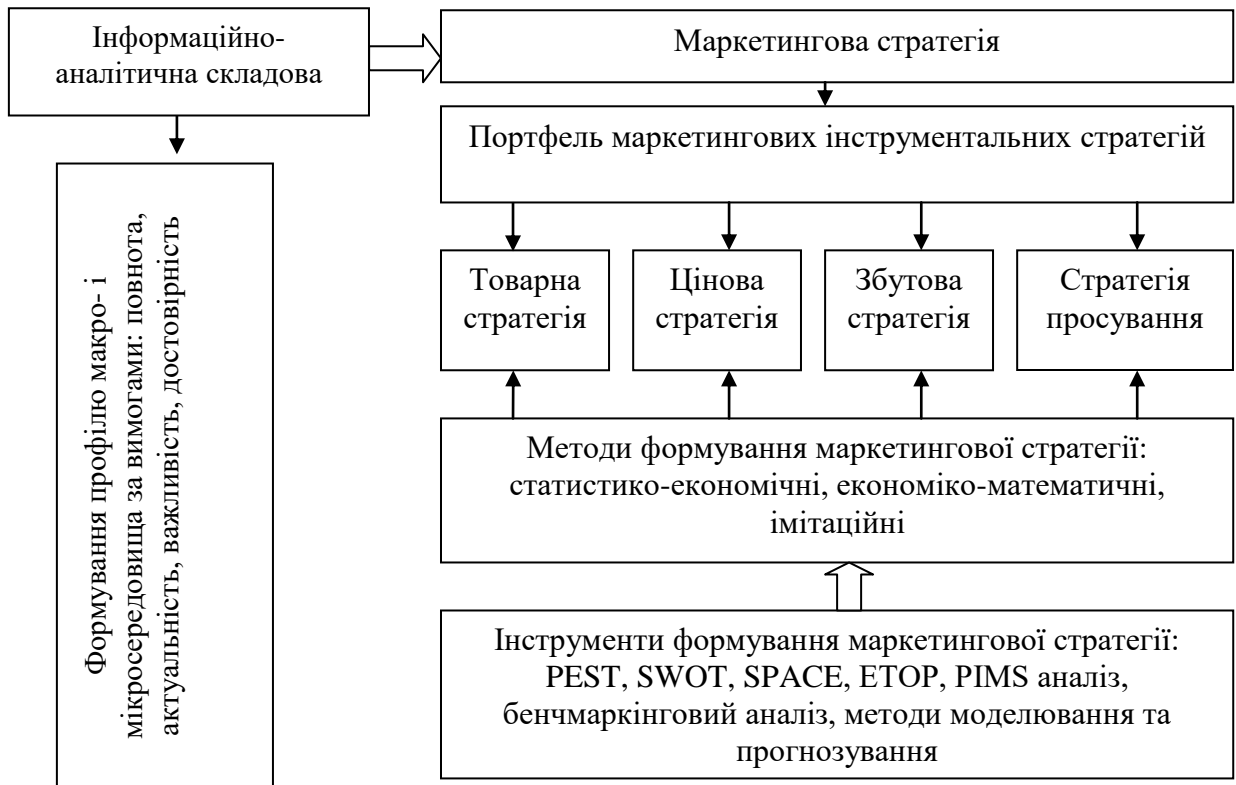 Інформаційно-
аналітична складова
Маркетингова стратегія
Портфель маркетингових інструментальних стратегій
Формування профілю макро- і
мікросередовища за вимогами: повнота,
актуальність, важливість, достовірність
Товарна
стратегія
Цінова
стратегія
Збутова
стратегія
Стратегія
просування
Методи формування маркетингової стратегії:
статистико-економічні, економіко-математичні,
імітаційні
Інструменти формування маркетингової стратегії:
PEST, SWOT, SPACE, ETOP, PIMS аналіз,
бенчмаркінговий аналіз, методи моделювання та
прогнозування